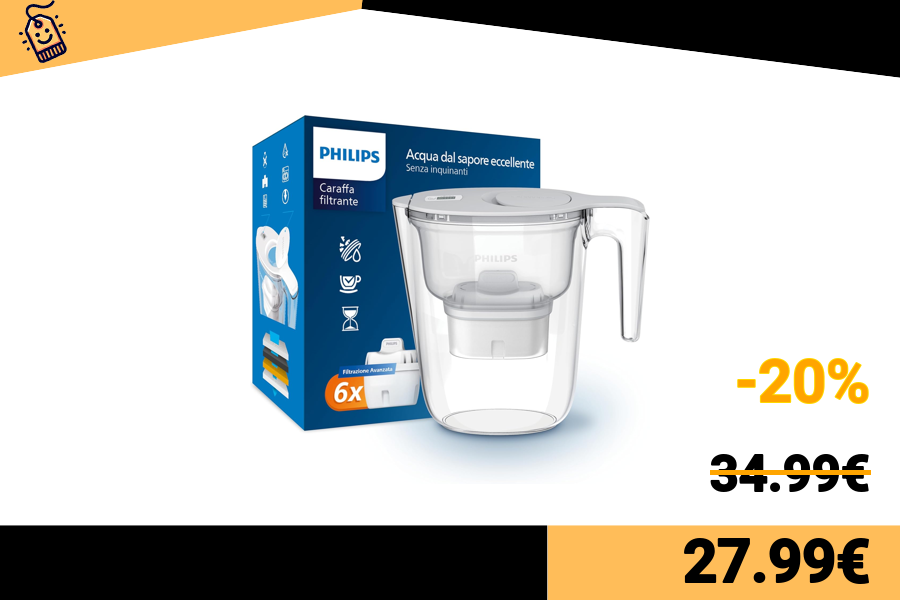 PHILIPS
Acqua dal sapore eccellente
Senza inquinanti
Caraffa
filtrante
PHILIPS
Filtrazione Avanzata
6x
-20%
34.99€
27.99€